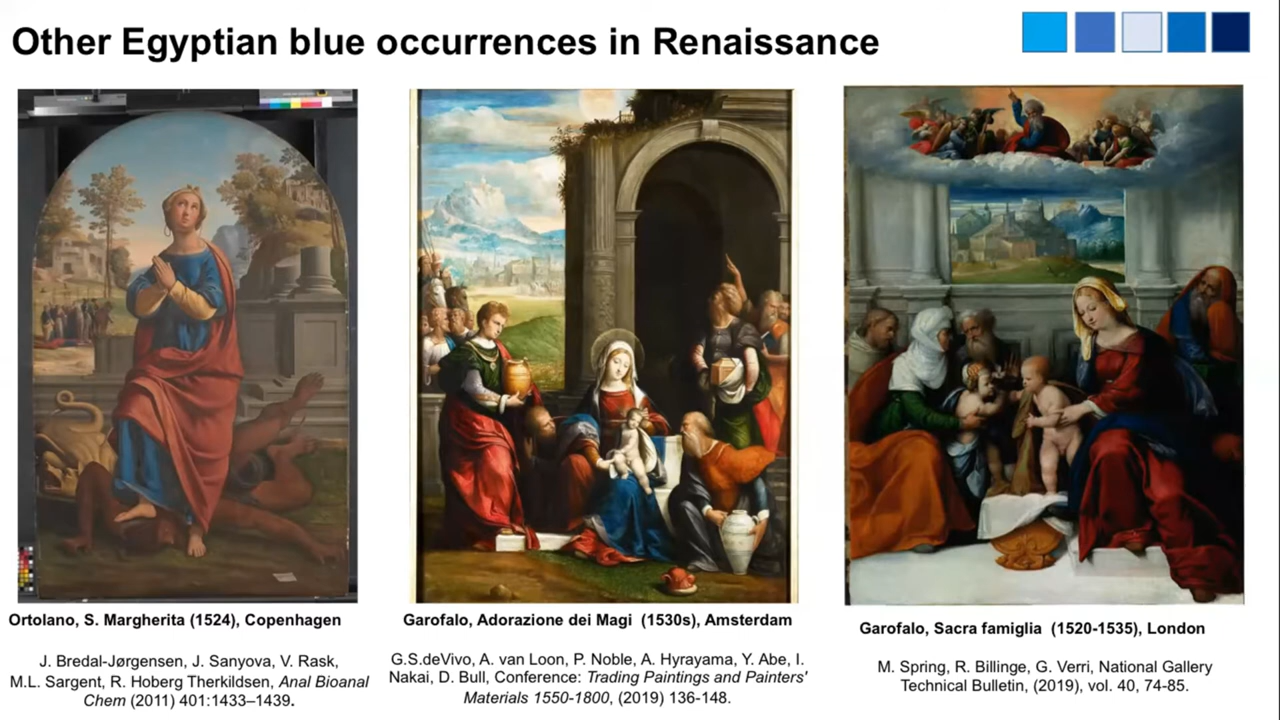 Other Egyptian blue occurrences in Renaissance
Ortolano, S. Margherita (1524), Copenhagen
J. Bredal-Jørgensen, J. Sanyova, V. Rask,
M.L. Sargent, R. Hoberg Therkildsen, Anal Bioanal
Chem (2011) 401:1433–1439.
Garofalo, Adorazione dei Magi (1530s), Amsterdam
G.S.deVivo, A. van Loon, P. Noble, A. Hyrayama, Y. Abe, I.
Nakai, D. Bull, Conference: Trading Paintings and Painters'
Materials 1550-1800, (2019) 136-148.
Garofalo, Sacra famiglia (1520-1535), London
M. Spring, R. Billinge, G. Verri, National Gallery
Technical Bulletin, (2019), vol. 40, 74-85.